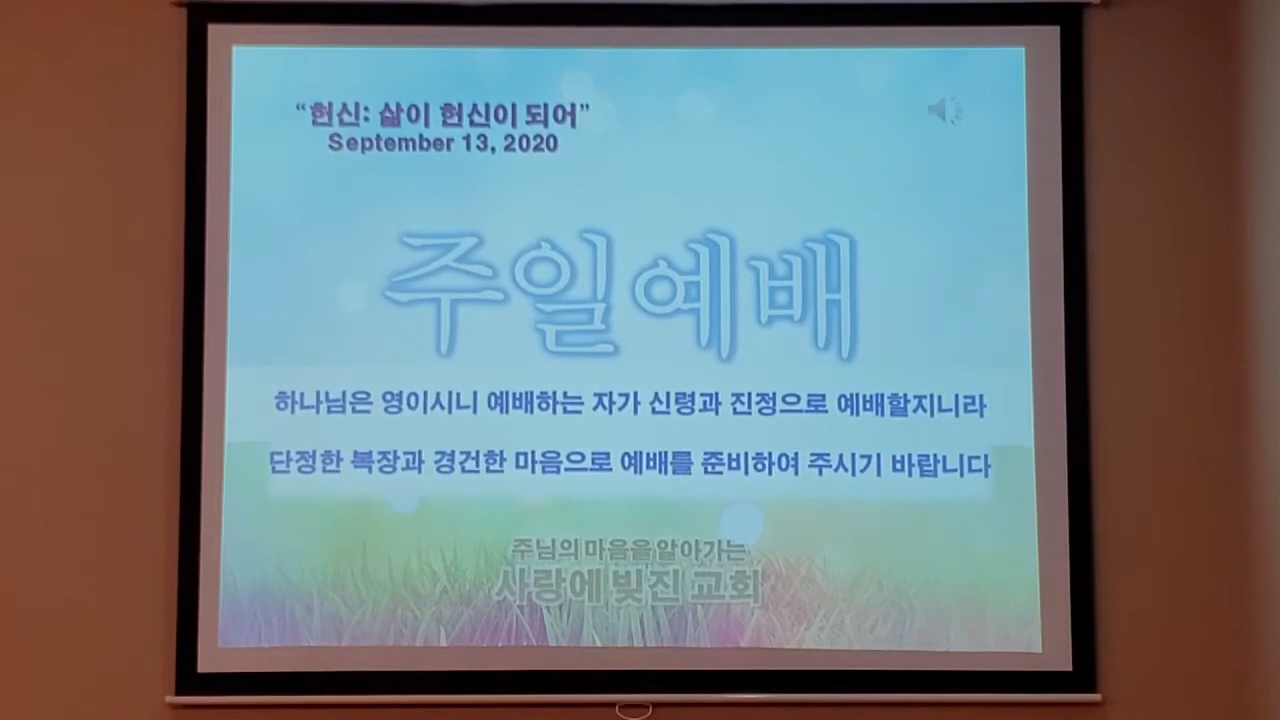 “헌신: 삶이 헌신이 되어”
September 13, 2020
주일예배
하나님은 영이시니 예배하는 자가 신령과 진정으로 예배할지니라
단정한 복장과 경건한 마음으로 예배를 준비하여 주시기 바랍니다
주님의 마음을 알아가는
사랑에 빚진 교회